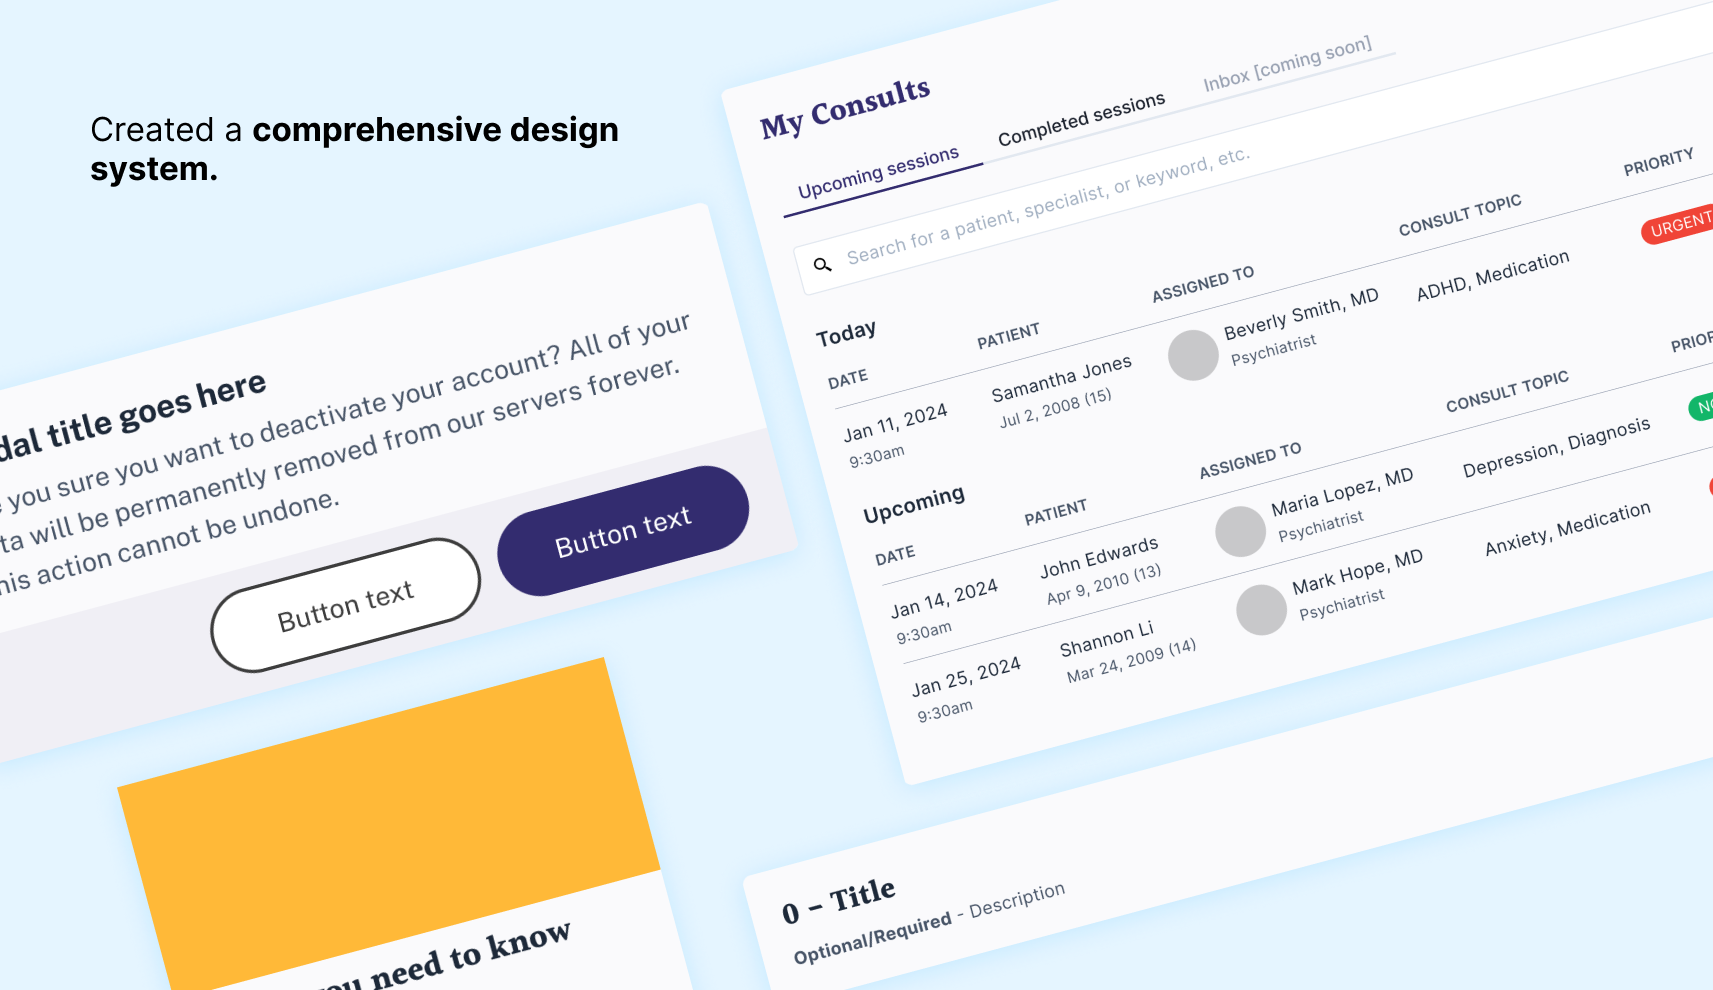 Created a comprehensive design
system.
My Consults
Upcoming sessions
Completed sessions
Inbox [coming soon]
Search for a patient, specialist, or keyword, etc.
Today
DATE
PATIENT
ASSIGNED TO
CONSULT TOPIC
PRIORITY
Jan 11, 2024
9:30am
Samantha Jones
Jul 2, 2008 (15)
Beverly Smith, MD
Psychiatrist
ADHD, Medication
URGENT
Upcoming
DATE
PATIENT
ASSIGNED TO
CONSULT TOPIC
Jan 14, 2024
9:30am
John Edwards
Apr 9, 2010 (13)
Maria Lopez, MD
Psychiatrist
Depression, Diagnosis
Jan 25, 2024
9:30am
Shannon Li
Mar 24, 2009 (14)
Mark Hope, MD
Psychiatrist
Anxiety, Medication
title goes here
you sure you want to deactivate your account? All of your
will be permanently removed from our servers forever.
action cannot be undone.
Button text
Button text
need to know
0 – Title
Optional/Required - Description